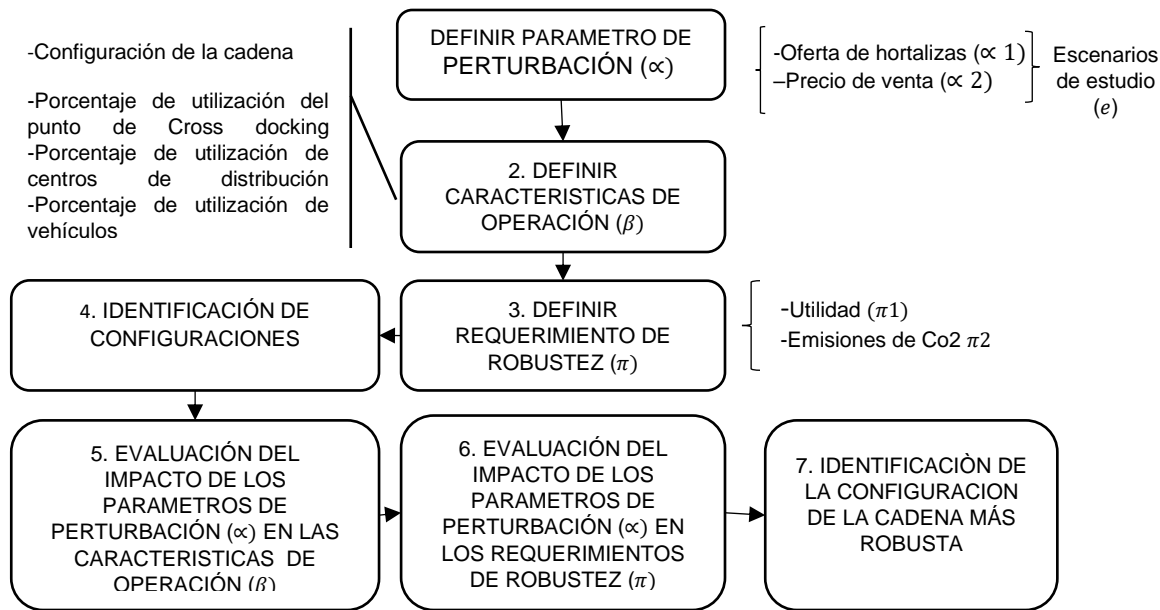 DEFINIR PARAMETRO DE
PERTURBACIÓN (∝)
-Oferta de hortalizas (∝ 1)
–Precio de venta (∝ 2)
Escenarios
de estudio
(e)
-Configuración de la cadena
-Porcentaje de utilización del
punto de Cross docking
-Porcentaje de utilización de
centros de distribución
-Porcentaje de utilización de
vehículos
2. DEFINIR
CARACTERISTICAS DE
OPERACIÓN (β)
3. DEFINIR
REQUERIMIENTO DE
ROBUSTEZ (π)
-Utilidad (π1)
-Emisiones de Co2 π2
4. IDENTIFICACIÓN DE
CONFIGURACIONES
5. EVALUACIÓN DEL
IMPACTO DE LOS
PARAMETROS DE
PERTURBACIÓN (∝) EN LAS
CARACTERISTICAS DE
OPERACIÓN (β)
6. EVALUACIÓN DEL
IMPACTO DE LOS
PARAMETROS DE
PERTURBACIÓN (∝) EN
LOS REQUERIMIENTOS
DE ROBUSTEZ (π)
7. IDENTIFICACIÒN DE
LA CONFIGURACION
DE LA CADENA MÁS
ROBUSTA